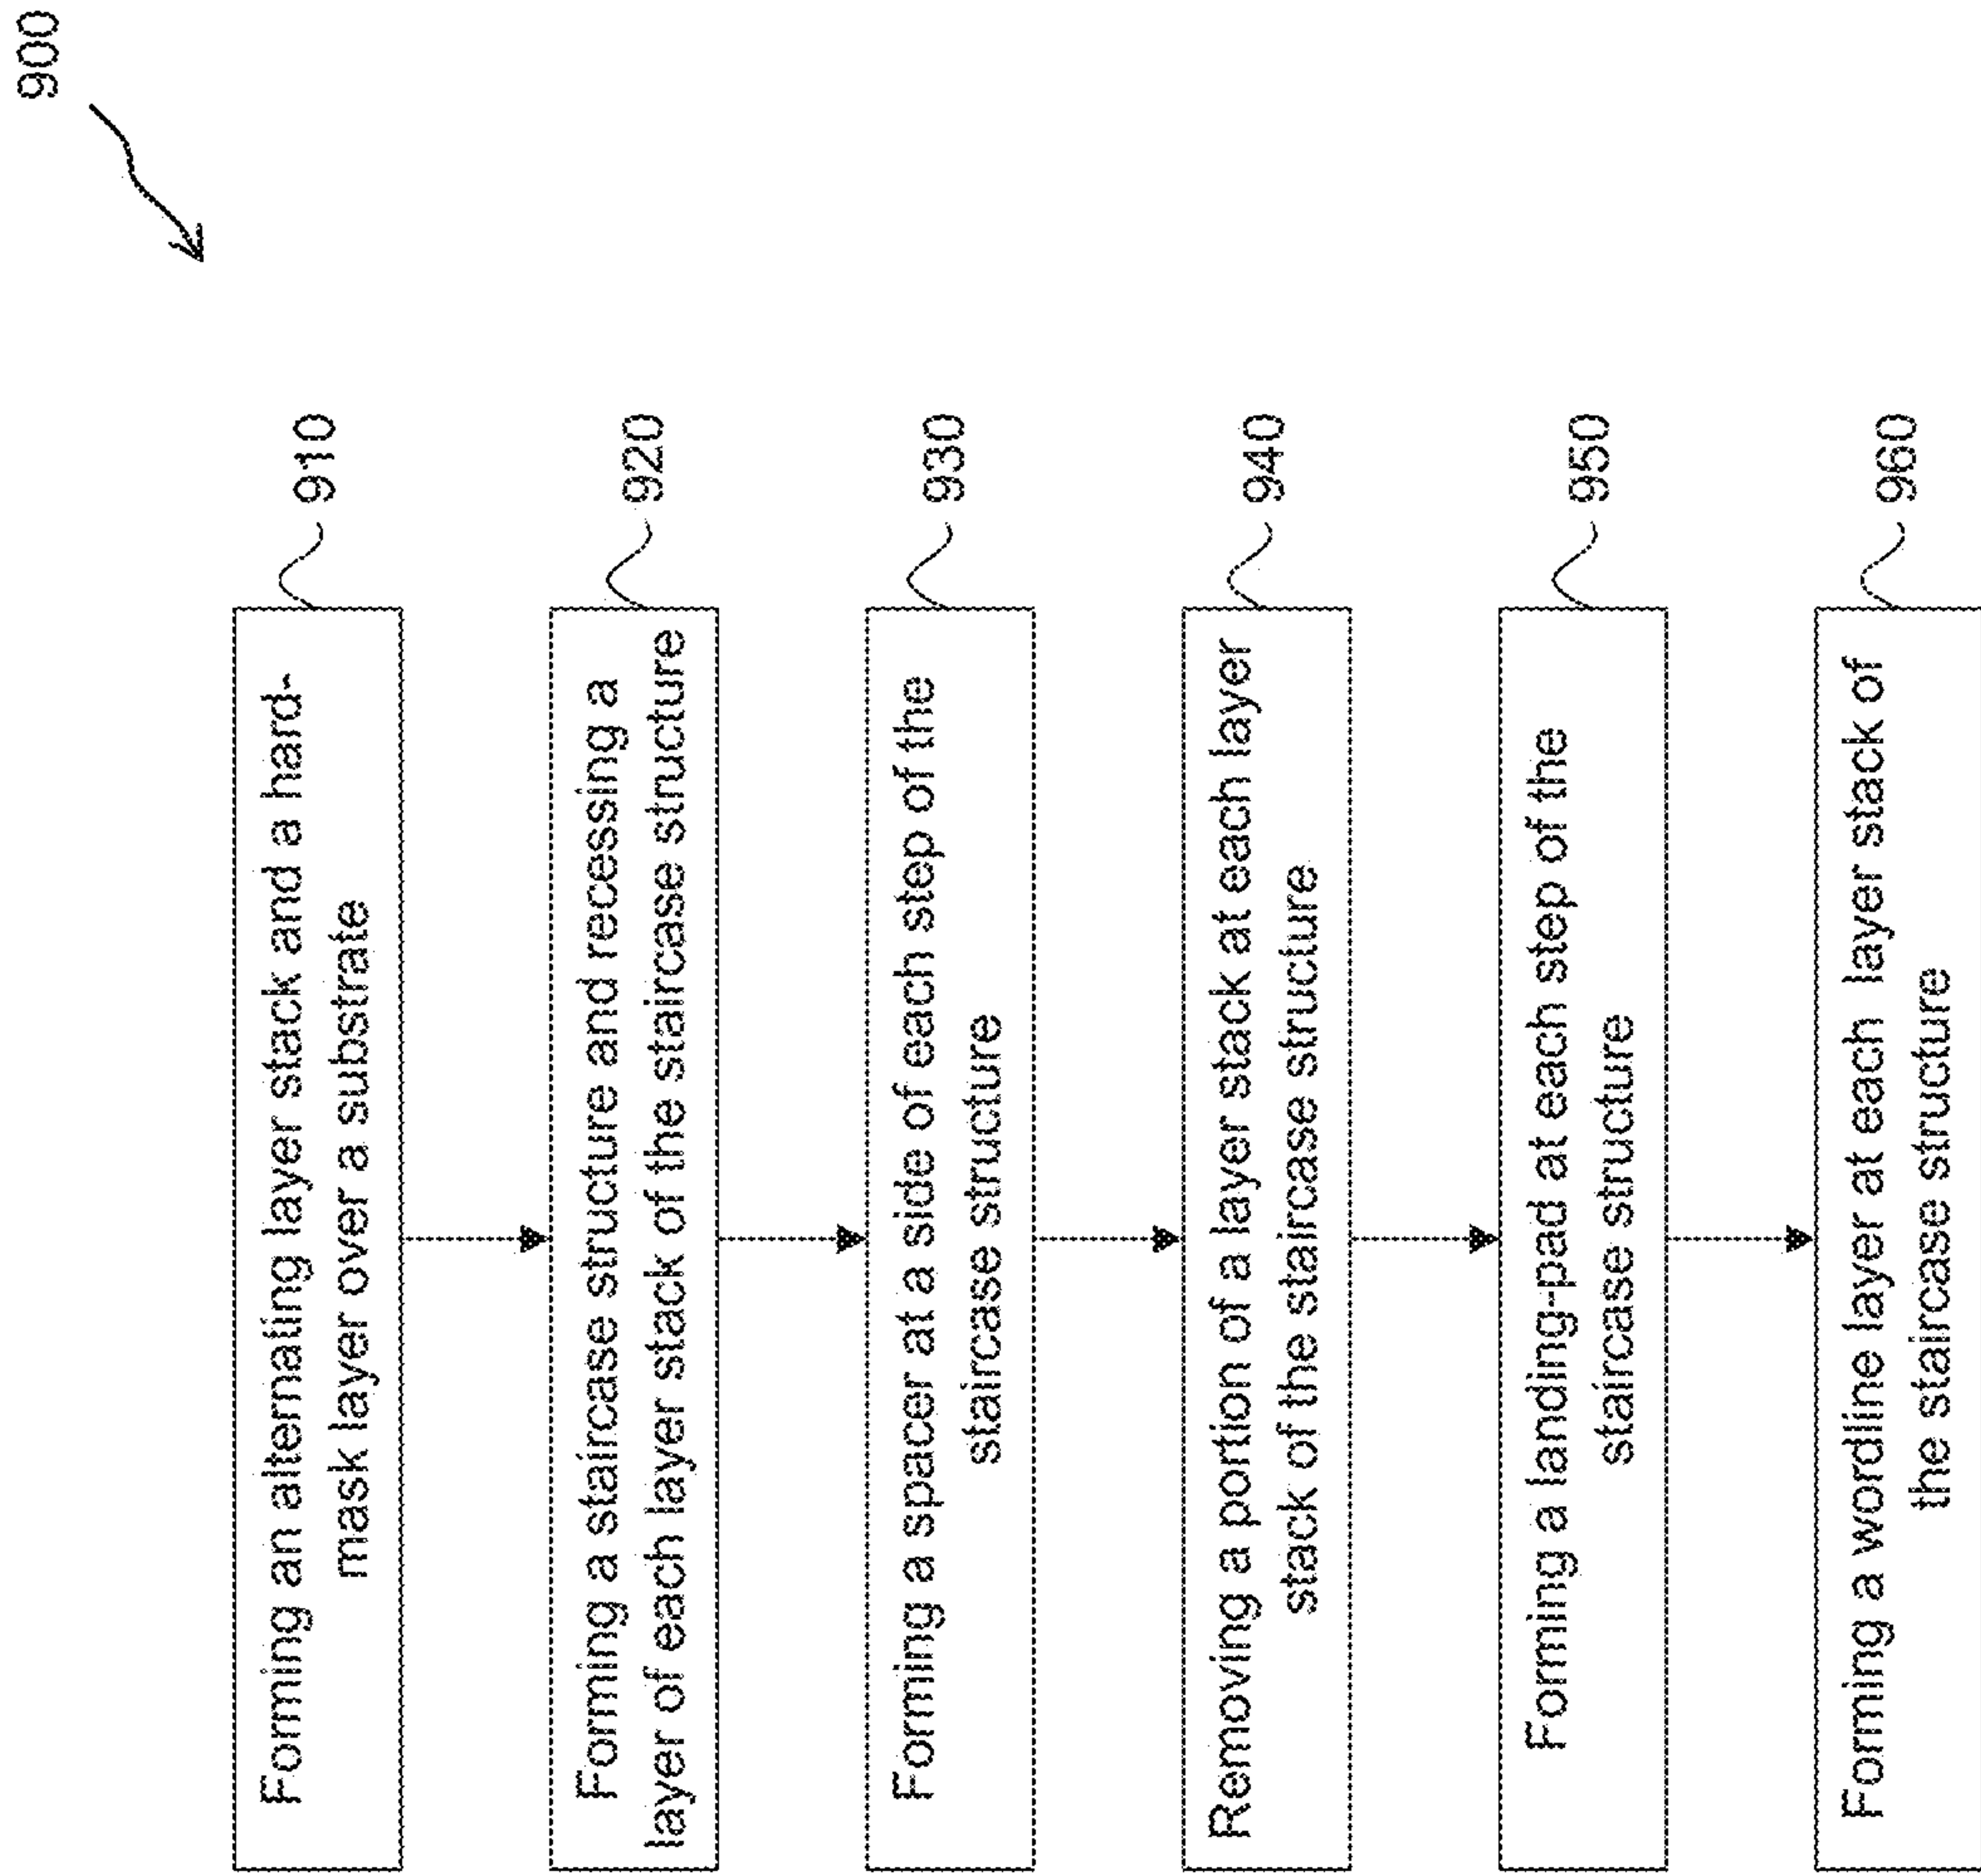 900
Forming an alternating layer stack and a hard-
mask layer over a substrate
910
Forming a staircase structure and recessing a
layer of each layer stack of the staircase structure
920
Forming a spacer at a side of each step of the
staircase structure
930
Removing a portion of a layer stack at each layer
stack of the staircase structure
940
Forming a landing-pad at each step of the
staircase structure
950
Forming a wordline layer at each layer stack of
the staircase structure
960